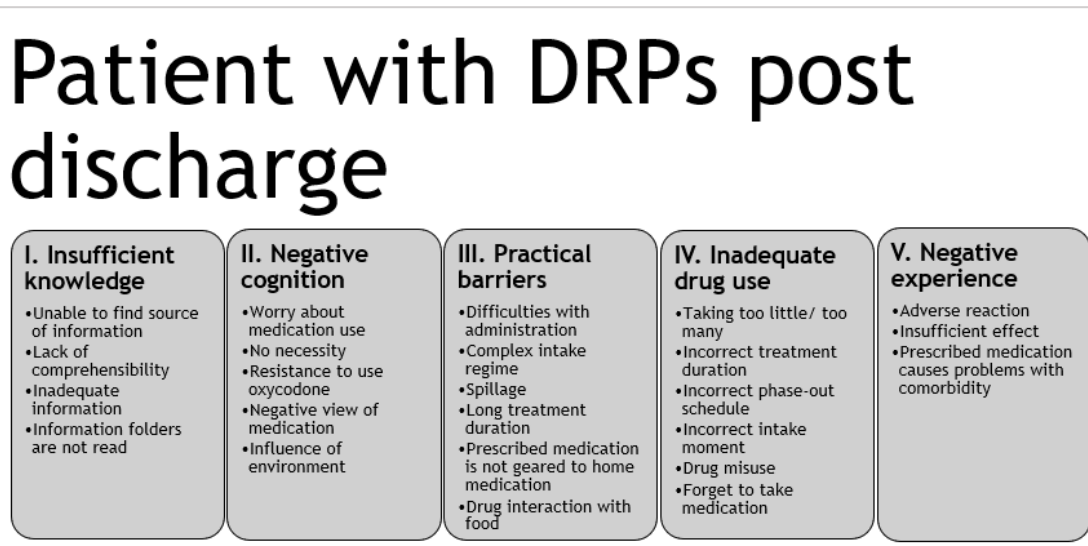 Patient with DRPs post
discharge
I. Insufficient
knowledge
•Unable to find source
of information
•Lack of
comprehensibility
•Inadequate
information
•Information folders
are not read
II. Negative
cognition
•Worry about
medication use
•No necessity
•Resistance to use
oxycodone
•Negative view of
medication
•Influence of
environment
III. Practical
barriers
•Difficulties with
administration
•Complex intake
regime
•Spillage
•Long treatment
duration
•Prescribed medication
is not geared to home
medication
•Drug interaction with
food
IV. Inadequate
drug use
•Taking too little/ too
many
•Incorrect treatment
duration
•Incorrect phase-out
schedule
•Incorrect intake
moment
•Drug misuse
•Forget to take
medication
V. Negative
experience
•Adverse reaction
•Insufficient effect
•Prescribed medication
causes problems with
comorbidity